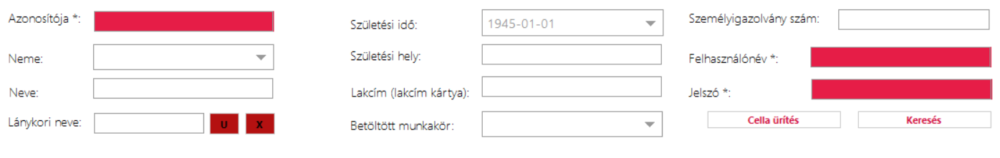 Azonosítója *:
Neme:
Neve:
Lánykori neve: U X
Születési idő: 1945-01-01
Születési hely:
Lakcím (lakcím kártya):
Betöltött munkakör:
Személyigazolvány szám:
Felhasználónév *:
Jelszó *:
Cella ürítés Keresés